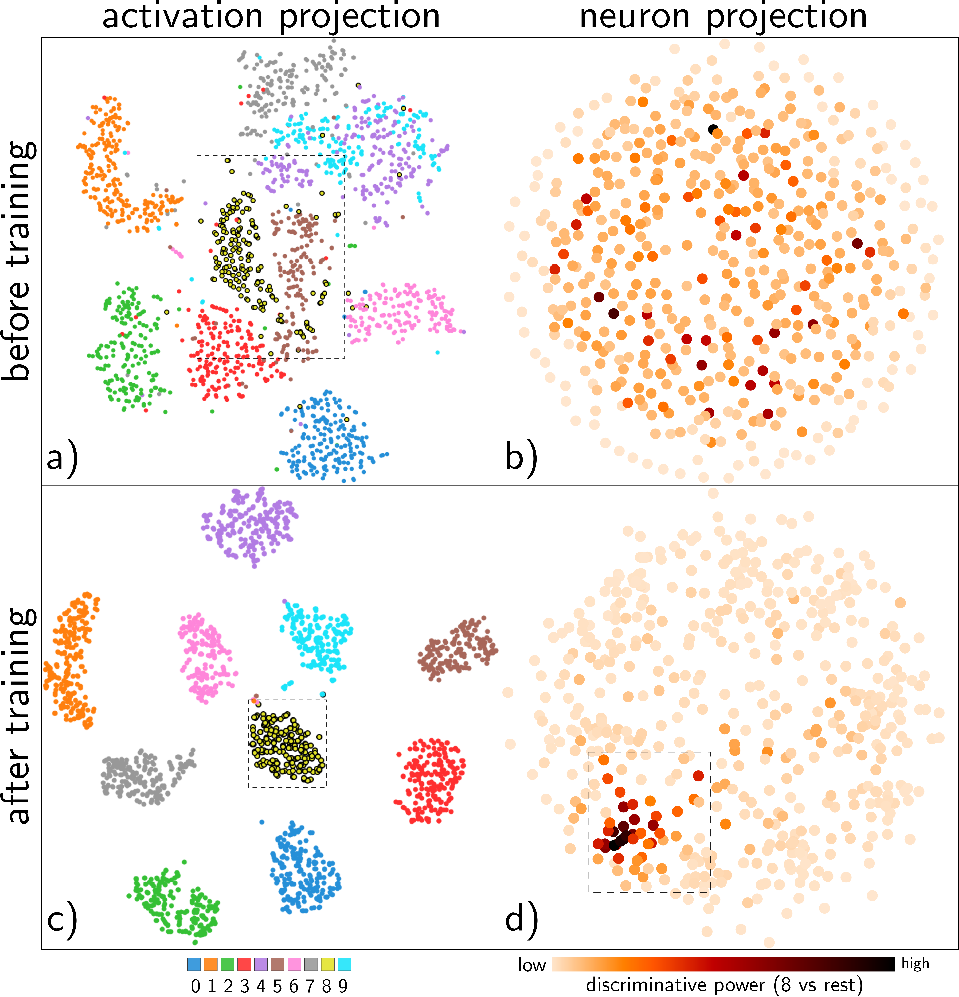 activation projection
neuron projection
before training
a)
b)
after training
c)
d)
0 1 2 3 4 5 6 7 8 9
low
high
discriminative power (8 vs rest)